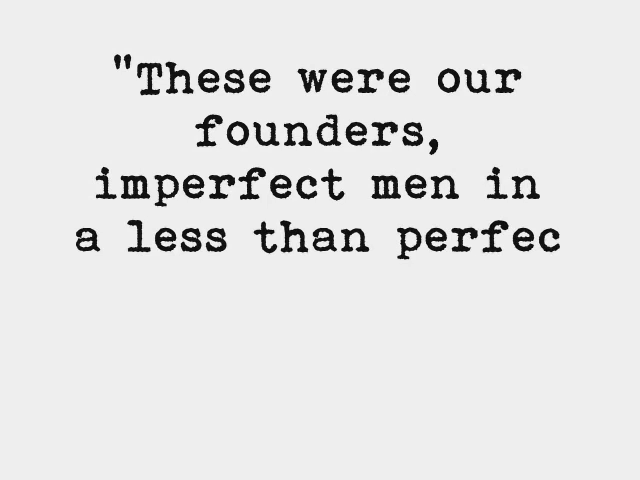 "These were our
founders,
imperfect men in
a less than perfec